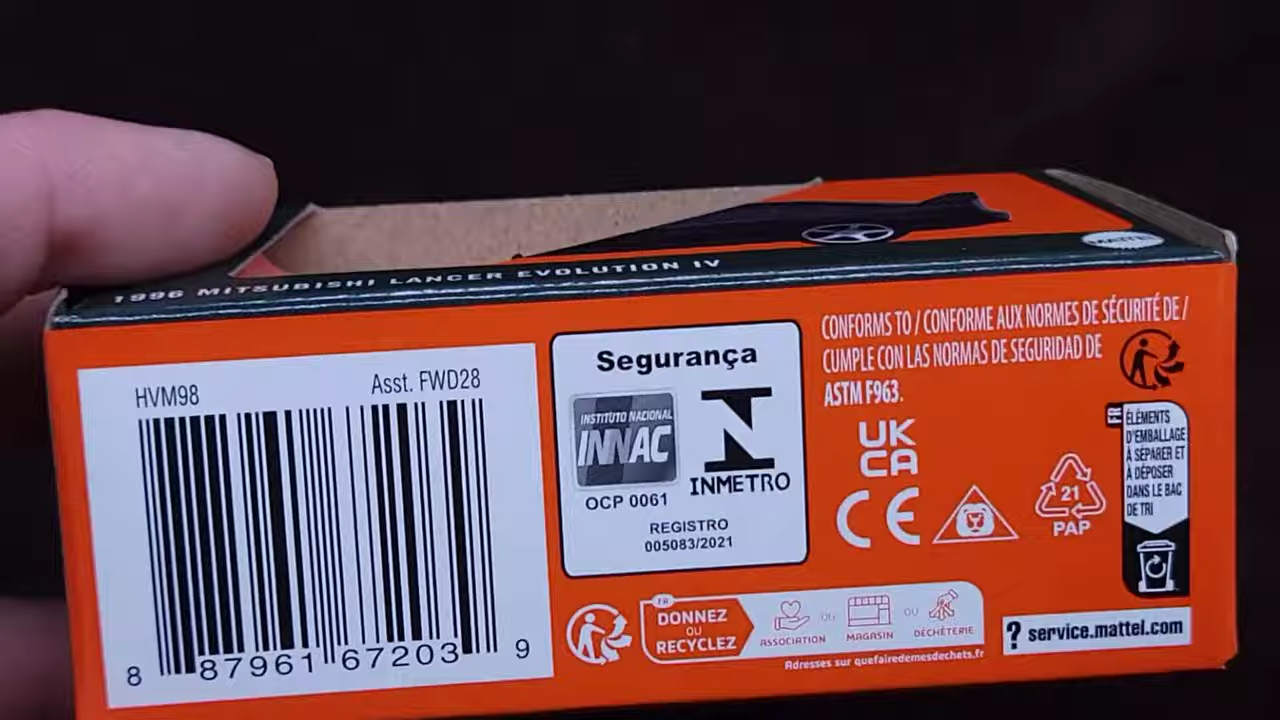 1996 MITSUBISHI LANCER EVOLUTION IV
MATTEL
HVM98
Asst. FWD28
8 87961 67203 9
Segurança
INSTITUTO NACIONAL
INNAC
OCP 0061
INMETRO
REGISTRO
005083/2021
CONFORMS TO / CONFORME AUX NORMES DE SÉCURITÉ DE /
CUMPLE CON LAS NORMAS DE SEGURIDAD DE
ASTM F963.
UK
CA
CE
21
PAP
FR
ÉLÉMENTS
D'EMBALLAGE
À SÉPARER ET
À DÉPOSER
DANS LE BAC
DE TRI
FR
DONNEZ
OU
RECYCLEZ
ASSOCIATION
OU
MAGASIN
OU
DÉCHÈTERIE
Adresses sur quefairedemesdechets.fr
? service.mattel.com